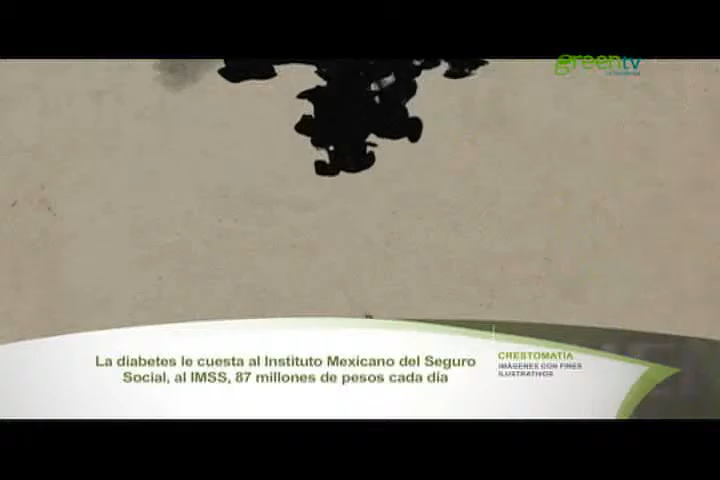 greentv
La diabetes le cuesta al Instituto Mexicano del Seguro
Social, al IMSS, 87 millones de pesos cada día
CRESTOMATÍA
IMÁGENES CON FINES
ILUSTRATIVOS